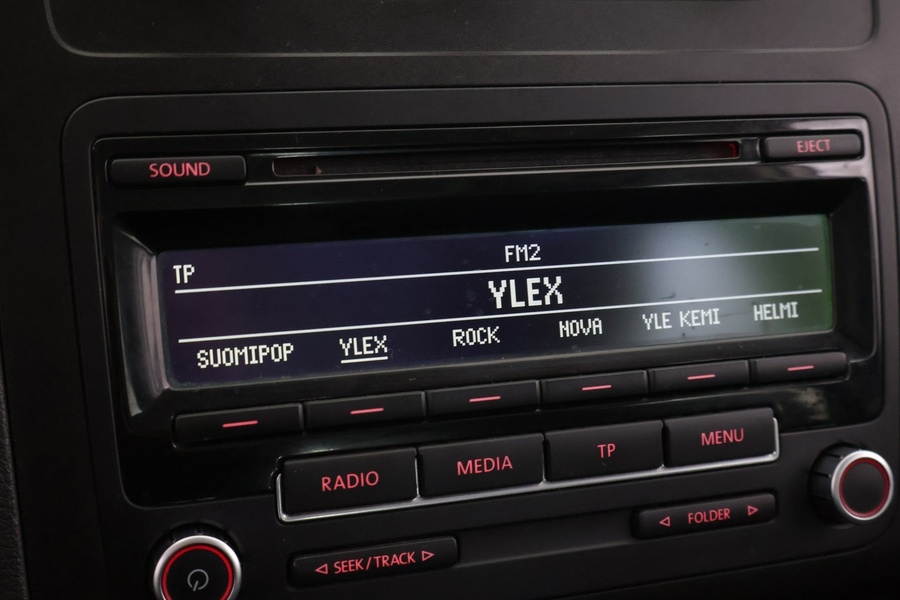 SOUND EJECT
TP FM2
YLEX
SUOMIPOP YLEX ROCK NOVA YLE KEMI HELMI
RADIO MEDIA TP MENU
SEEK/TRACK FOLDER